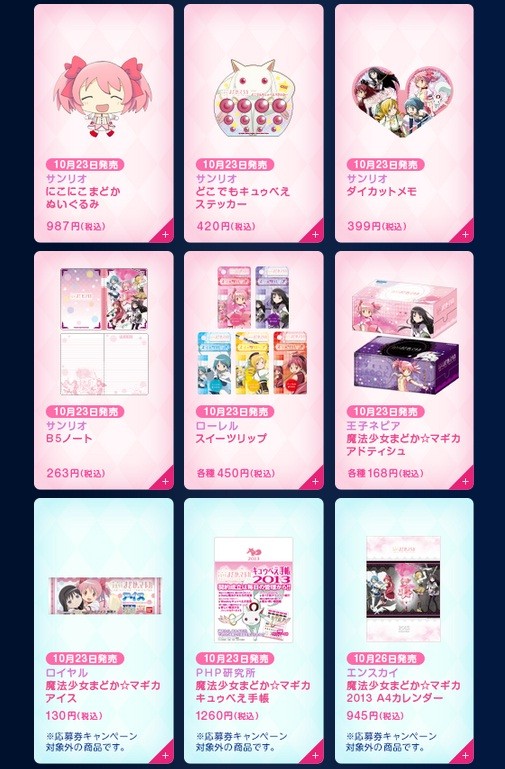 10月23日発売
サンリオ
にこにこまどか
ぬいぐるみ
987円(税込)
10月23日発売
サンリオ
どこでもキュゥべえ
ステッカー
420円(税込)
10月23日発売
サンリオ
ダイカットメモ
399円(税込)
10月23日発売
サンリオ
B5ノート
263円(税込)
10月23日発売
ローレル
スイーツリップ
各種450円(税込)
10月23日発売
王子ネピア
魔法少女まどか☆マギカ
アドティシュ
各種168円(税込)
アイス
10月23日発売
ロイヤル
魔法少女まどか☆マギカ
アイス
130円(税込)
※応募券キャンペーン
対象外の商品です。
2013
キュゥべえ手帳
2013
10月23日発売
PHP研究所
魔法少女まどか☆マギカ
キュゥべえ手帳
1260円(税込)
※応募券キャンペーン
対象外の商品です。
10月26日発売
エンスカイ
魔法少女まどか☆マギカ
2013 A4カレンダー
945円(税込)
※応募券キャンペーン
対象外の商品です。